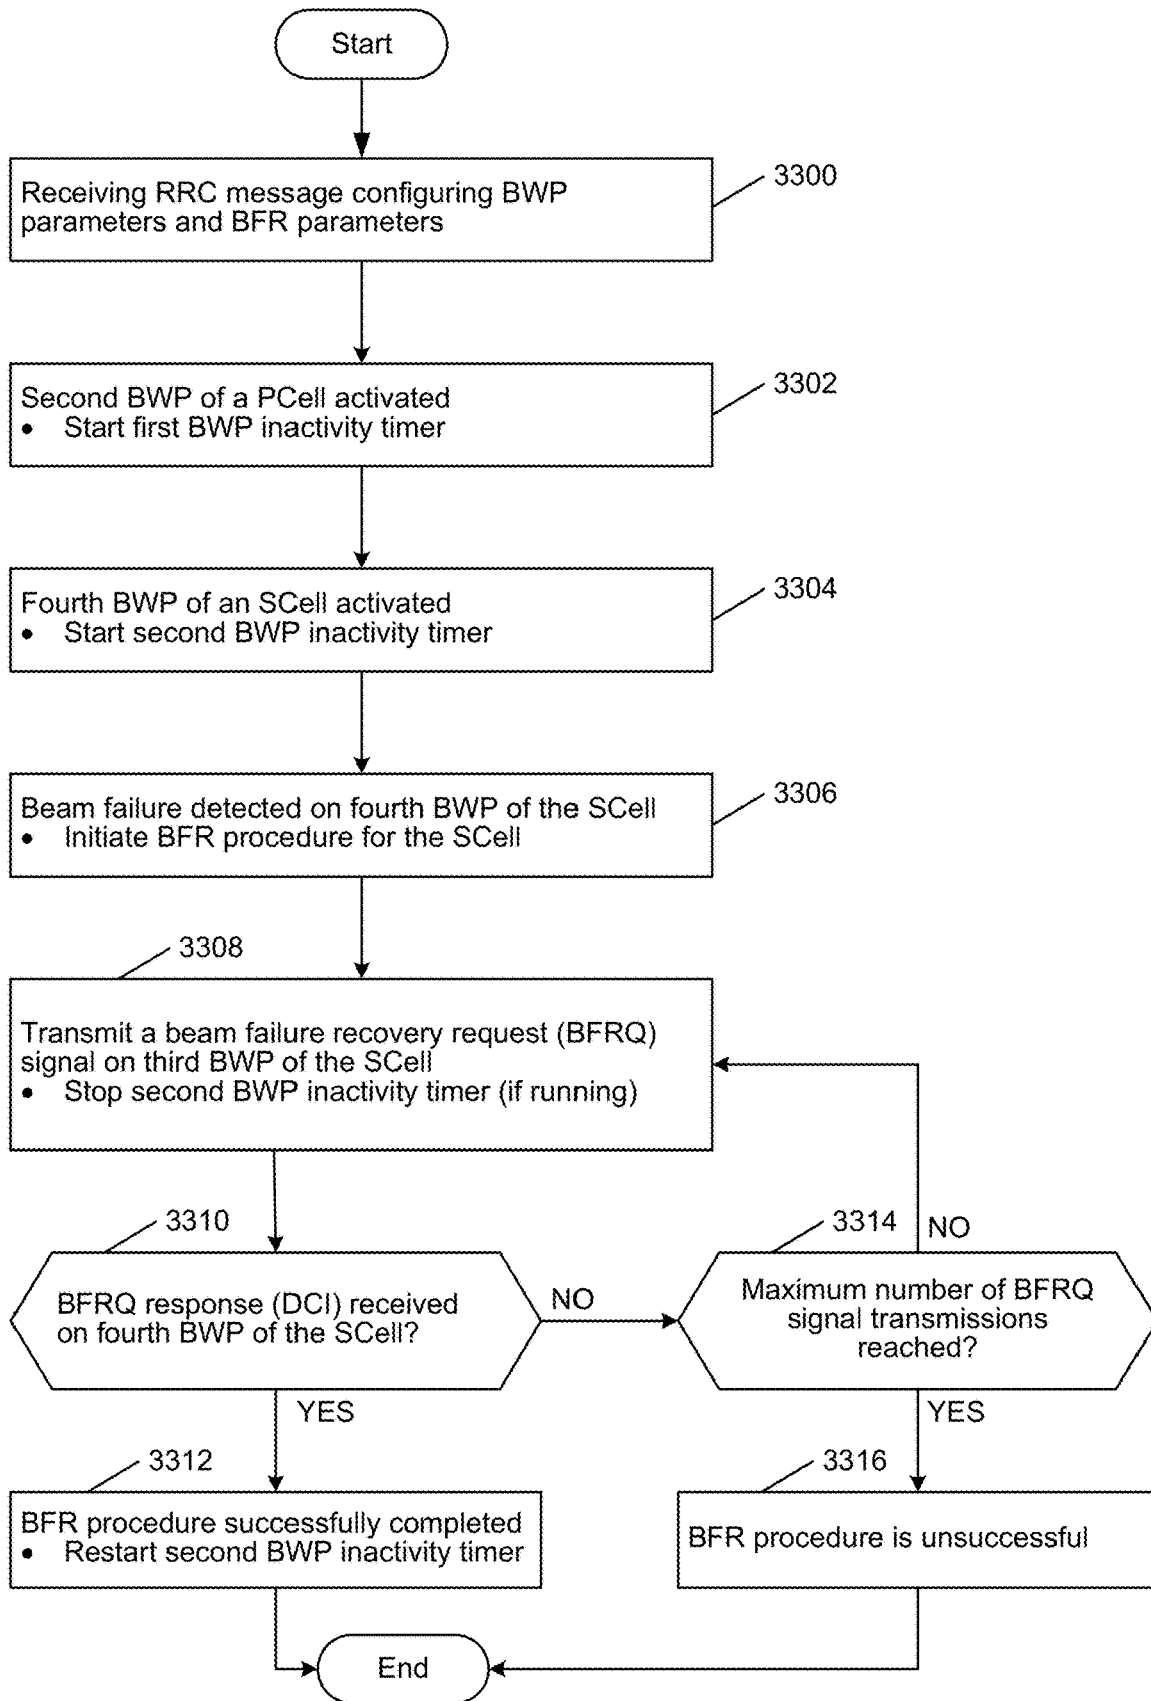 Start
3300
Receiving RRC message configuring BWP
parameters and BFR parameters
3302
Second BWP of a PCell activated
• Start first BWP inactivity timer
3304
Fourth BWP of an SCell activated
• Start second BWP inactivity timer
3306
Beam failure detected on fourth BWP of the SCell
• Initiate BFR procedure for the SCell
3308
Transmit a beam failure recovery request (BFRQ)
signal on third BWP of the SCell
• Stop second BWP inactivity timer (if running)
3310
BFRQ response (DCI) received
on fourth BWP of the SCell?
NO
YES
3314
NO
Maximum number of BFRQ
signal transmissions
reached?
YES
3312
BFR procedure successfully completed
• Restart second BWP inactivity timer
3316
BFR procedure is unsuccessful
End